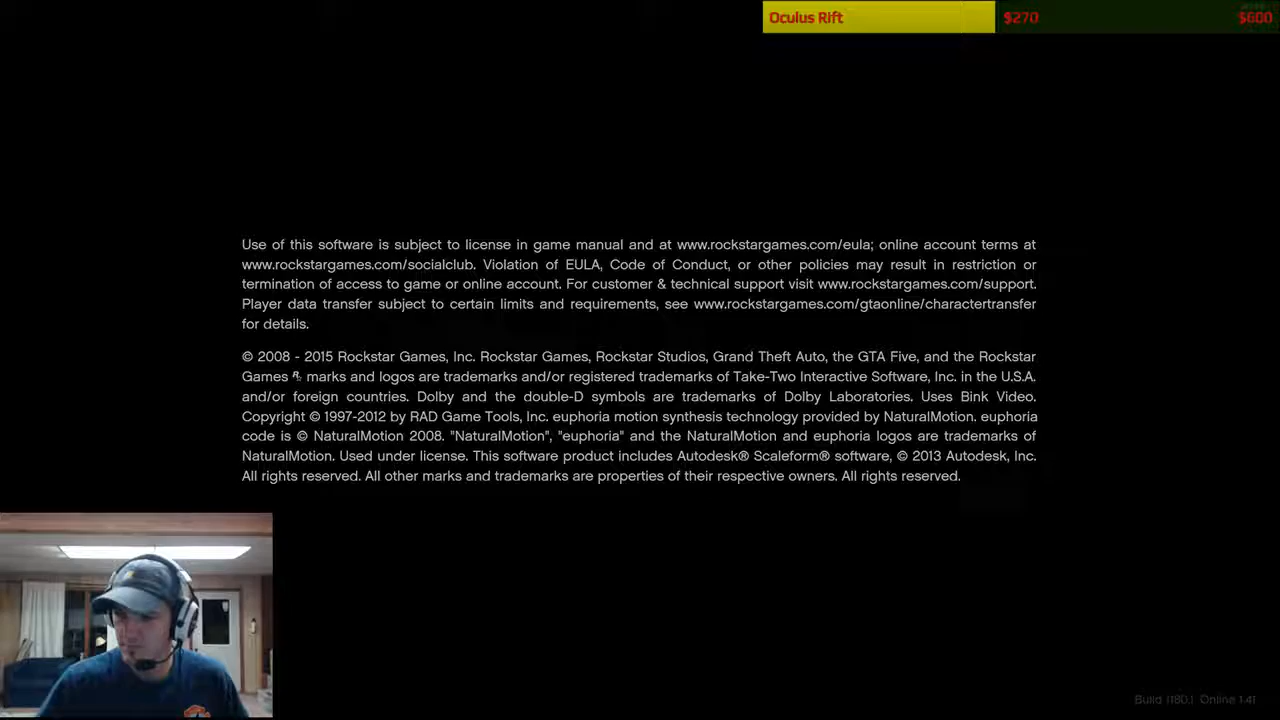 Oculus Rift $270 $600
Use of this software is subject to license in game manual and at www.rockstargames.com/eula; online account terms at
www.rockstargames.com/socialclub. Violation of EULA, Code of Conduct, or other policies may result in restriction or
termination of access to game or online account. For customer & technical support visit www.rockstargames.com/support.
Player data transfer subject to certain limits and requirements, see www.rockstargames.com/gtaonline/charactertransfer
for details.
© 2008 - 2015 Rockstar Games, Inc. Rockstar Games, Rockstar Studios, Grand Theft Auto, the GTA Five, and the Rockstar
Games R* marks and logos are trademarks and/or registered trademarks of Take-Two Interactive Software, Inc. in the U.S.A.
and/or foreign countries. Dolby and the double-D symbols are trademarks of Dolby Laboratories. Uses Bink Video.
Copyright © 1997-2012 by RAD Game Tools, Inc. euphoria motion synthesis technology provided by NaturalMotion. euphoria
code is © NaturalMotion 2008. "NaturalMotion", "euphoria" and the NaturalMotion and euphoria logos are trademarks of
NaturalMotion. Used under license. This software product includes Autodesk® Scaleform® software, © 2013 Autodesk, Inc.
All rights reserved. All other marks and trademarks are properties of their respective owners. All rights reserved.
Build 1180.1 Online 1.41